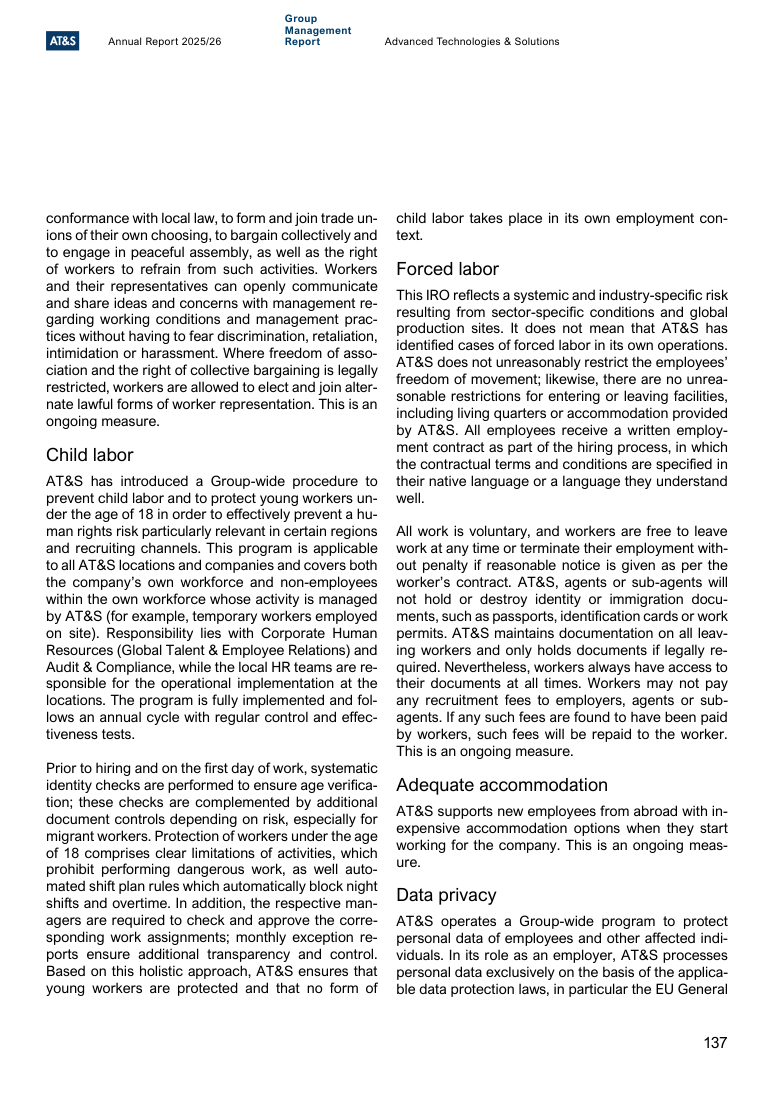 AT&S
Annual Report 2025/26
Group
Management
Report
Advanced Technologies & Solutions
conformance with local law, to form and join trade un-
ions of their own choosing, to bargain collectively and
to engage in peaceful assembly, as well as the right
of workers to refrain from such activities. Workers
and their representatives can openly communicate
and share ideas and concerns with management re-
garding working conditions and management prac-
tices without having to fear discrimination, retaliation,
intimidation or harassment. Where freedom of asso-
ciation and the right of collective bargaining is legally
restricted, workers are allowed to elect and join alter-
nate lawful forms of worker representation. This is an
ongoing measure.
Child labor
AT&S has introduced a Group-wide procedure to
prevent child labor and to protect young workers un-
der the age of 18 in order to effectively prevent a hu-
man rights risk particularly relevant in certain regions
and recruiting channels. This program is applicable
to all AT&S locations and companies and covers both
the company's own workforce and non-employees
within the own workforce whose activity is managed
by AT&S (for example, temporary workers employed
on site). Responsibility lies with Corporate Human
Resources (Global Talent & Employee Relations) and
Audit & Compliance, while the local HR teams are re-
sponsible for the operational implementation at the
locations. The program is fully implemented and fol-
lows an annual cycle with regular control and effec-
tiveness tests.
Prior to hiring and on the first day of work, systematic
identity checks are performed to ensure age verifica-
tion; these checks are complemented by additional
document controls depending on risk, especially for
migrant workers. Protection of workers under the age
of 18 comprises clear limitations of activities, which
prohibit performing dangerous work, as well auto-
mated shift plan rules which automatically block night
shifts and overtime. In addition, the respective man-
agers are required to check and approve the corre-
sponding work assignments; monthly exception re-
ports ensure additional transparency and control.
Based on this holistic approach, AT&S ensures that
young workers are protected and that no form of
child labor takes place in its own employment con-
text.
Forced labor
This IRO reflects a systemic and industry-specific risk
resulting from sector-specific conditions and global
production sites. It does not mean that AT&S has
identified cases of forced labor in its own operations.
AT&S does not unreasonably restrict the employees'
freedom of movement; likewise, there are no unrea-
sonable restrictions for entering or leaving facilities,
including living quarters or accommodation provided
by AT&S. All employees receive a written employ-
ment contract as part of the hiring process, in which
the contractual terms and conditions are specified in
their native language or a language they understand
well.
All work is voluntary, and workers are free to leave
work at any time or terminate their employment with-
out penalty if reasonable notice is given as per the
worker's contract. AT&S, agents or sub-agents will
not hold or destroy identity or immigration docu-
ments, such as passports, identification cards or work
permits. AT&S maintains documentation on all leav-
ing workers and only holds documents if legally re-
quired. Nevertheless, workers always have access to
their documents at all times. Workers may not pay
any recruitment fees to employers, agents or sub-
agents. If any such fees are found to have been paid
by workers, such fees will be repaid to the worker.
This is an ongoing measure.
Adequate accommodation
AT&S supports new employees from abroad with in-
expensive accommodation options when they start
working for the company. This is an ongoing meas-
ure.
Data privacy
AT&S operates a Group-wide program to protect
personal data of employees and other affected indi-
viduals. In its role as an employer, AT&S processes
personal data exclusively on the basis of the applica-
ble data protection laws, in particular the EU General
137